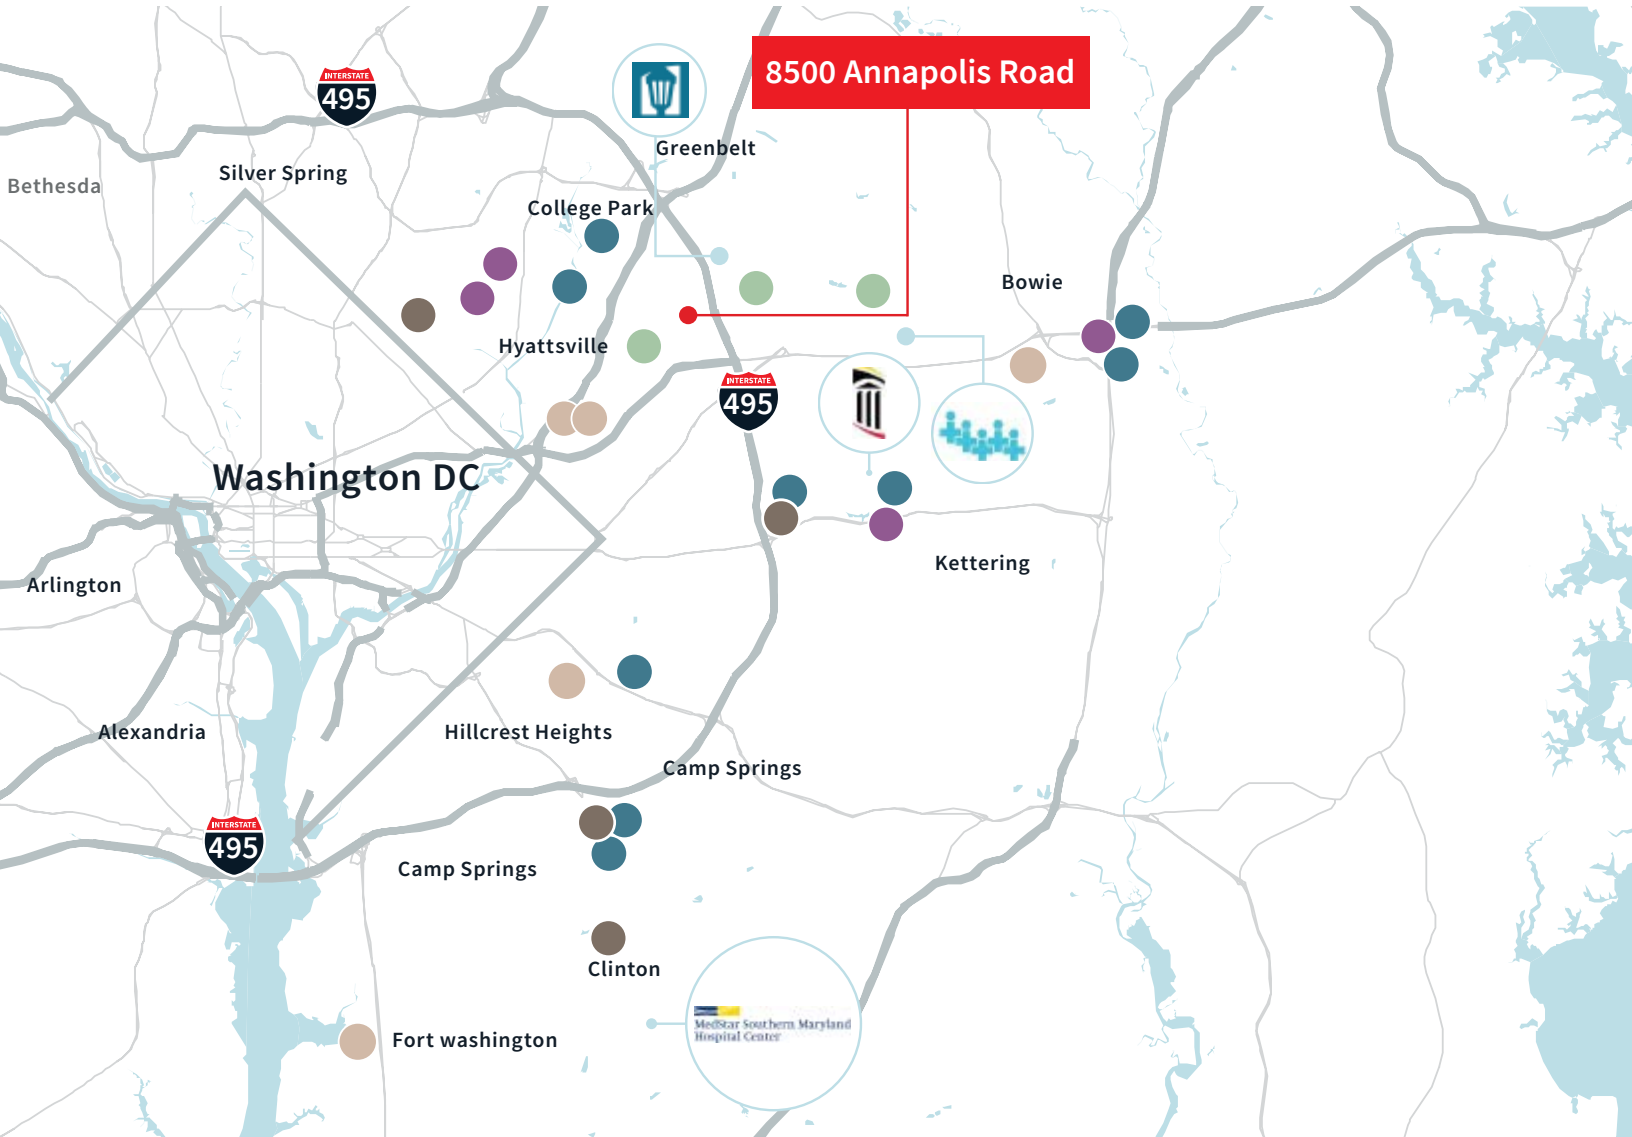 8500 Annapolis Road
INTERSTATE
495
Greenbelt
Silver Spring
Bethesda
College Park
Bowie
Hyattsville
INTERSTATE
495
Washington DC
Kettering
Arlington
Alexandria
Hillcrest Heights
Camp Springs
INTERSTATE
495
Camp Springs
Clinton
MedStar Southern Maryland
Hospital Center
Fort washington